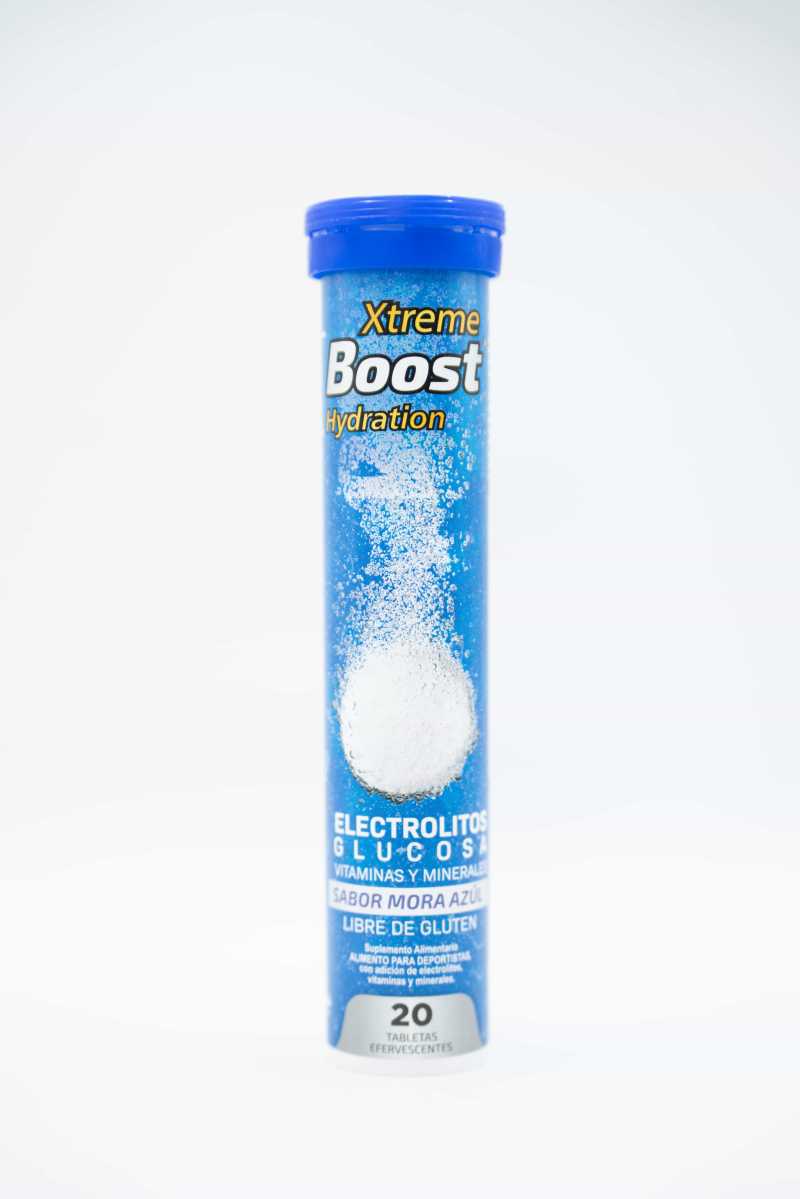 Xtreme
Boost
Hydration
ELECTROLITOS
GLUCOSA
VITAMINAS Y MINERALES
SABOR MORA AZÚL
LIBRE DE GLUTEN
Suplemento Alimentario
ALIMENTO PARA DEPORTISTAS,
con adición de electrolitos,
vitaminas y minerales.
20
TABLETAS
EFERVESCENTES